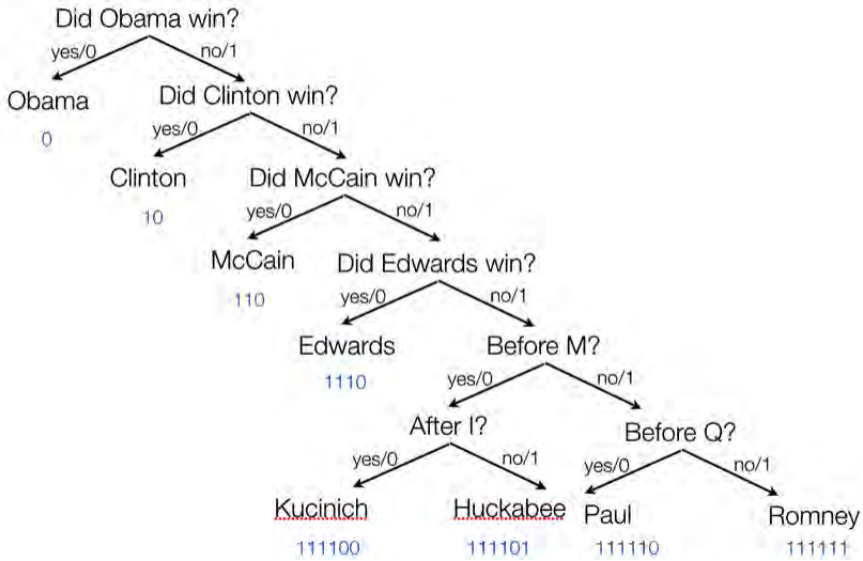 Did Obama win?
yes/0 no/1
Obama Did Clinton win?
0 yes/0 no/1
Clinton Did McCain win?
10 yes/0 no/1
McCain Did Edwards win?
110 yes/0 no/1
Edwards Before M?
1110 yes/0 no/1
After I? Before Q?
yes/0 no/1 yes/0 no/1
Kucinich Huckabee Paul Romney
111100 111101 111110 111111